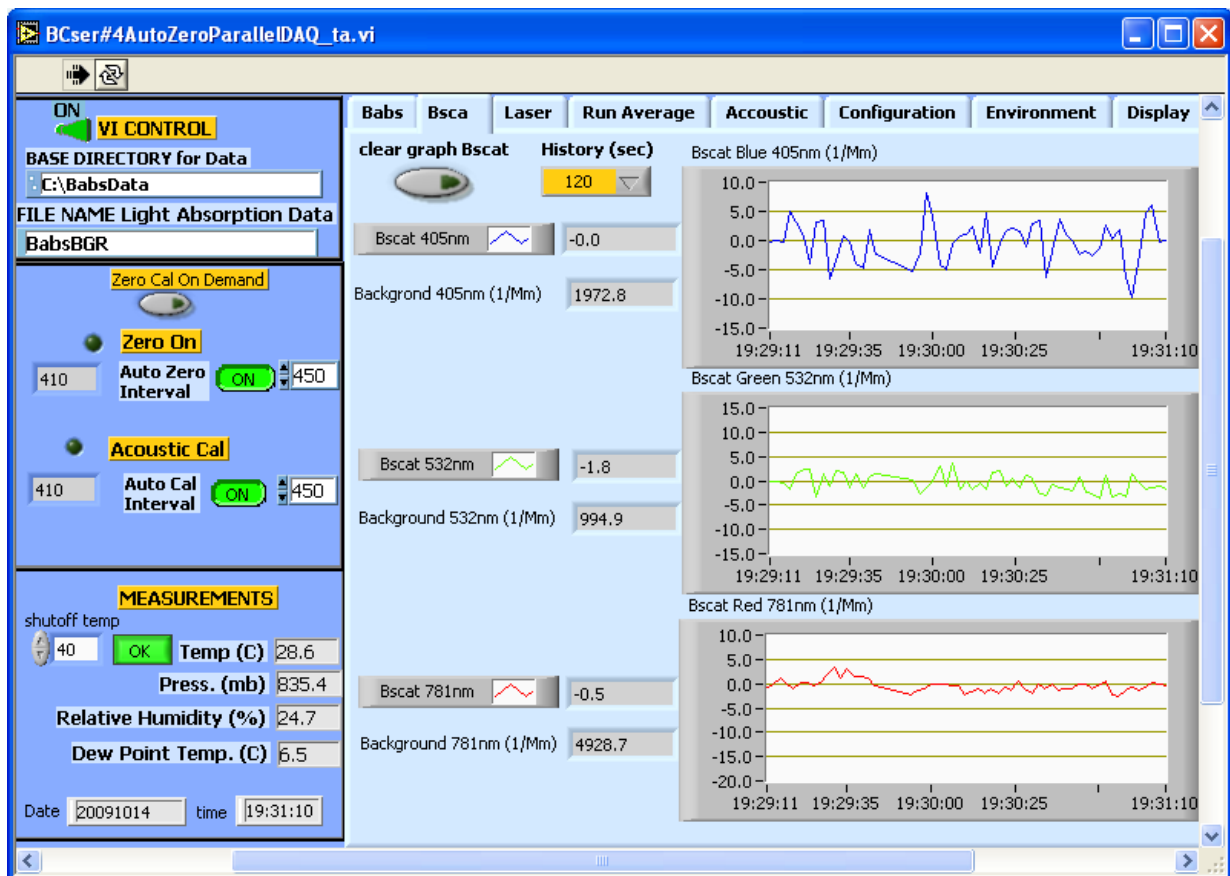 BCser#4AutoZeroParallelDAQ_ta.vi
ON
VI CONTROL
BASE DIRECTORY for Data
C:\BabsData
FILE NAME Light Absorption Data
BabsBGR
Zero Cal On Demand
Zero On
410
Auto Zero
Interval
ON
450
Acoustic Cal
410
Auto Cal
Interval
ON
450
MEASUREMENTS
shutoff temp
40
OK
Temp (C) 28.6
Press. (mb) 835.4
Relative Humidity (%) 24.7
Dew Point Temp. (C) 6.5
Date 20091014 time 19:31:10
Babs Bsca Laser Run Average Accoustic Configuration Environment Display
clear graph Bscat History (sec)
120
Bscat 405nm -0.0
Backgrond 405nm (1/Mm) 1972.8
Bscat 532nm -1.8
Background 532nm (1/Mm) 994.9
Bscat 781nm -0.5
Background 781nm (1/Mm) 4928.7
Bscat Blue 405nm (1/Mm)
10.0
5.0
0.0
-5.0
-10.0
-15.0
19:29:11 19:29:35 19:30:00 19:30:25 19:31:10
Bscat Green 532nm (1/Mm)
15.0
10.0
5.0
0.0
-5.0
-10.0
-15.0
19:29:11 19:29:35 19:30:00 19:30:25 19:31:10
Bscat Red 781nm (1/Mm)
10.0
5.0
0.0
-5.0
-10.0
-15.0
-20.0
19:29:11 19:29:35 19:30:00 19:30:25 19:31:10